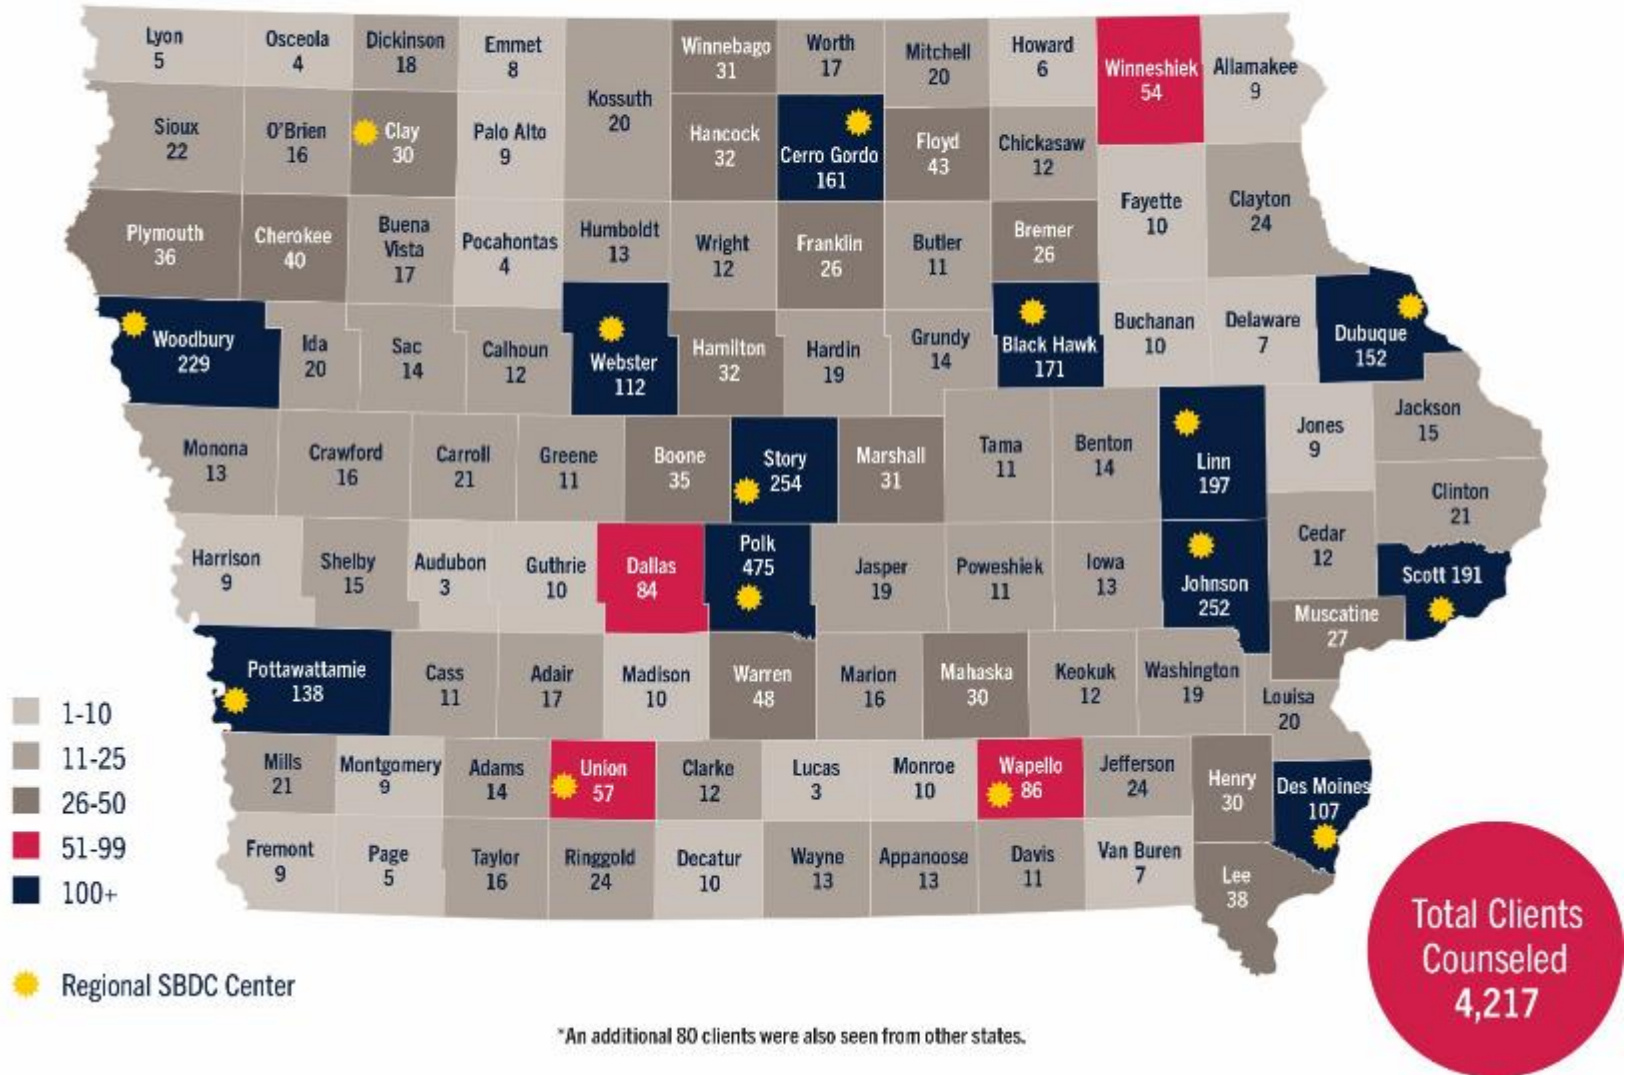 Lyon
5
Osceola
4
Dickinson
18
Emmet
8
Kossuth
20
Winnebago
31
Worth
17
Mitchell
20
Howard
6
Winneshiek
54
Allamakee
9
Sioux
22
O'Brien
16
Clay
30
Palo Alto
9
Hancock
32
Cerro Gordo
161
Floyd
43
Chickasaw
12
Fayette
10
Clayton
24
Plymouth
36
Cherokee
40
Buena
Vista
17
Pocahontas
4
Humboldt
13
Wright
12
Franklin
26
Butler
11
Bremer
26
Woodbury
229
Ida
20
Sac
14
Calhoun
12
Webster
112
Hamilton
32
Hardin
19
Grundy
14
Black Hawk
171
Buchanan
10
Delaware
7
Dubuque
152
Monona
13
Crawford
16
Carroll
21
Greene
11
Boone
35
Story
254
Marshall
31
Tama
11
Benton
14
Linn
197
Jones
9
Jackson
15
Clinton
21
Harrison
9
Shelby
15
Audubon
3
Guthrie
10
Dallas
84
Polk
475
Jasper
19
Poweshiek
11
Iowa
13
Johnson
252
Cedar
12
Scott 191
Muscatine
27
Pottawattamie
138
Cass
11
Adair
17
Madison
10
Warren
48
Marion
16
Mahaska
30
Keokuk
12
Washington
19
Louisa
20
Mills
21
Montgomery
9
Adams
14
Union
57
Clarke
12
Lucas
3
Monroe
10
Wapello
86
Jefferson
24
Henry
30
Des Moines
107
Fremont
9
Page
5
Taylor
16
Ringgold
24
Decatur
10
Wayne
13
Appanoose
13
Davis
11
Van Buren
7
Lee
38
1-10
11-25
26-50
51-99
100+
Regional SBDC Center
*An additional 80 clients were also seen from other states.
Total Clients
Counseled
4,217